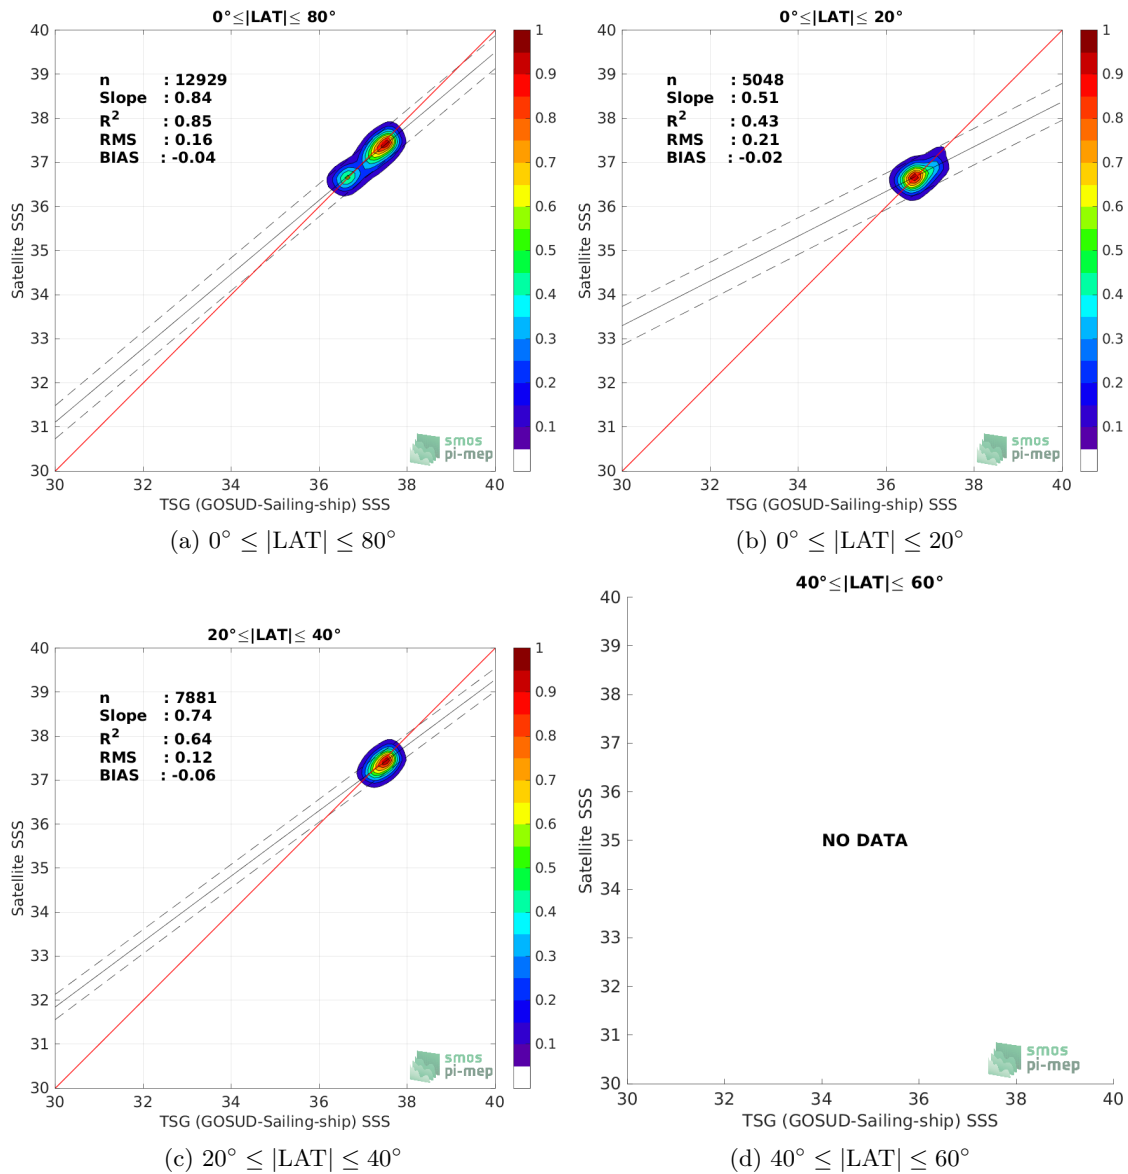 0°≤|LAT|≤ 80°
40
39
38
37
36
35
34
33
32
31
30
Satellite SSS
n : 12929
Slope : 0.84
R2 : 0.85
RMS : 0.16
BIAS : -0.04
1
0.9
0.8
0.7
0.6
0.5
0.4
0.3
0.2
0.1
smos
pi-mep
30 32 34 36 38 40
TSG (GOSUD-Sailing-ship) SSS
(a) 0° ≤ |LAT| ≤ 80°
0°≤|LAT|≤ 20°
40
39
38
37
36
35
34
33
32
31
30
Satellite SSS
n : 5048
Slope : 0.51
R2 : 0.43
RMS : 0.21
BIAS : -0.02
1
0.9
0.8
0.7
0.6
0.5
0.4
0.3
0.2
0.1
smos
pi-mep
30 32 34 36 38 40
TSG (GOSUD-Sailing-ship) SSS
(b) 0° ≤ |LAT| ≤ 20°
20°≤|LAT|≤ 40°
40
39
38
37
36
35
34
33
32
31
30
Satellite SSS
n : 7881
Slope : 0.74
R2 : 0.64
RMS : 0.12
BIAS : -0.06
1
0.9
0.8
0.7
0.6
0.5
0.4
0.3
0.2
0.1
smos
pi-mep
30 32 34 36 38 40
TSG (GOSUD-Sailing-ship) SSS
(c) 20° ≤ |LAT| ≤ 40°
40°≤|LAT|≤ 60°
40
39
38
37
36
35
34
33
32
31
30
Satellite SSS
NO DATA
smos
pi-mep
30 32 34 36 38 40
TSG (GOSUD-Sailing-ship) SSS
(d) 40° ≤ |LAT| ≤ 60°